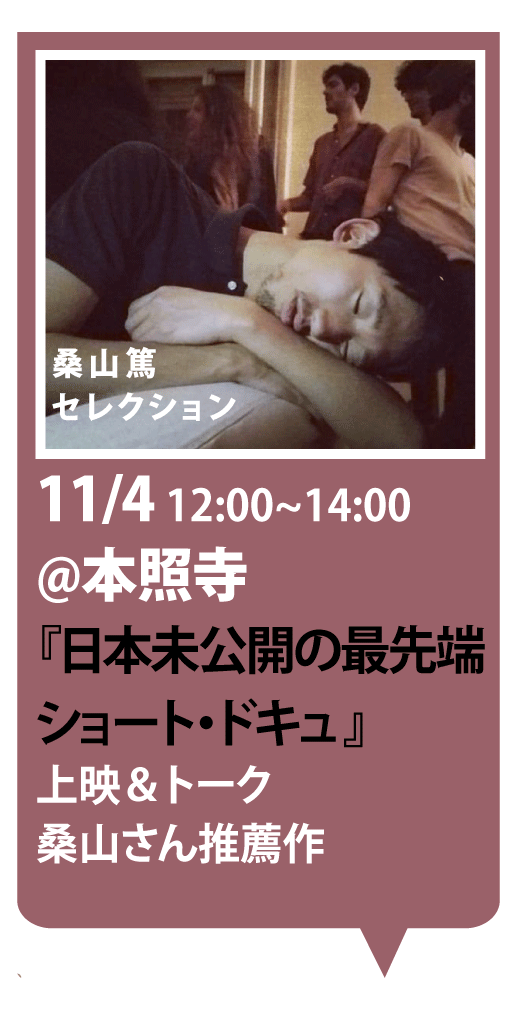 桑山篤
セレクション
11/4 12:00~14:00
@本照寺
『日本未公開の最先端
ショート・ドキュ』
上映＆トーク
桑山さん推薦作
、